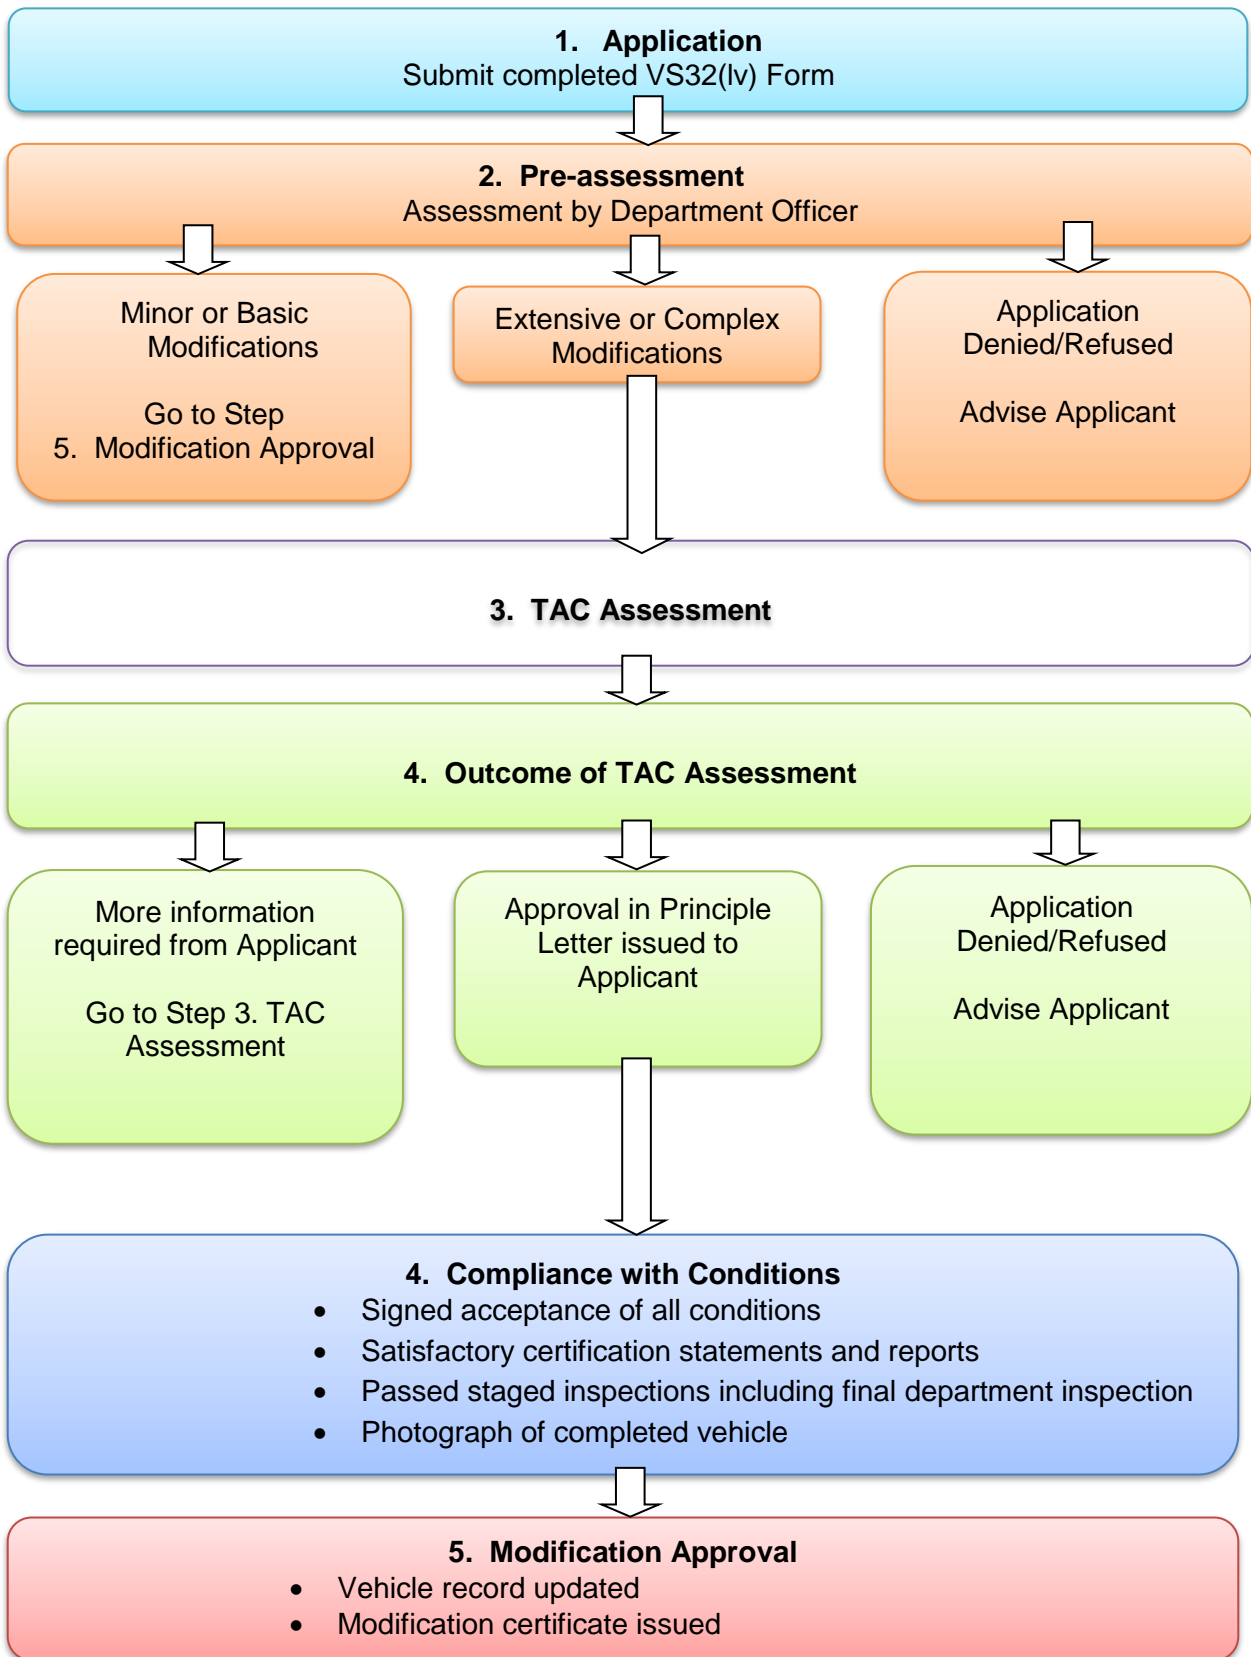 1. Application
Submit completed VS32(lv) Form
2. Pre-assessment
Assessment by Department Officer
Minor or Basic
Modifications
Go to Step
5. Modification Approval
Extensive or Complex
Modifications
Application
Denied/Refused
Advise Applicant
3. TAC Assessment
4. Outcome of TAC Assessment
More information
required from Applicant
Go to Step 3. TAC
Assessment
Approval in Principle
Letter issued to
Applicant
Application
Denied/Refused
Advise Applicant
4. Compliance with Conditions
• Signed acceptance of all conditions
• Satisfactory certification statements and reports
• Passed staged inspections including final department inspection
• Photograph of completed vehicle
5. Modification Approval
• Vehicle record updated
• Modification certificate issued